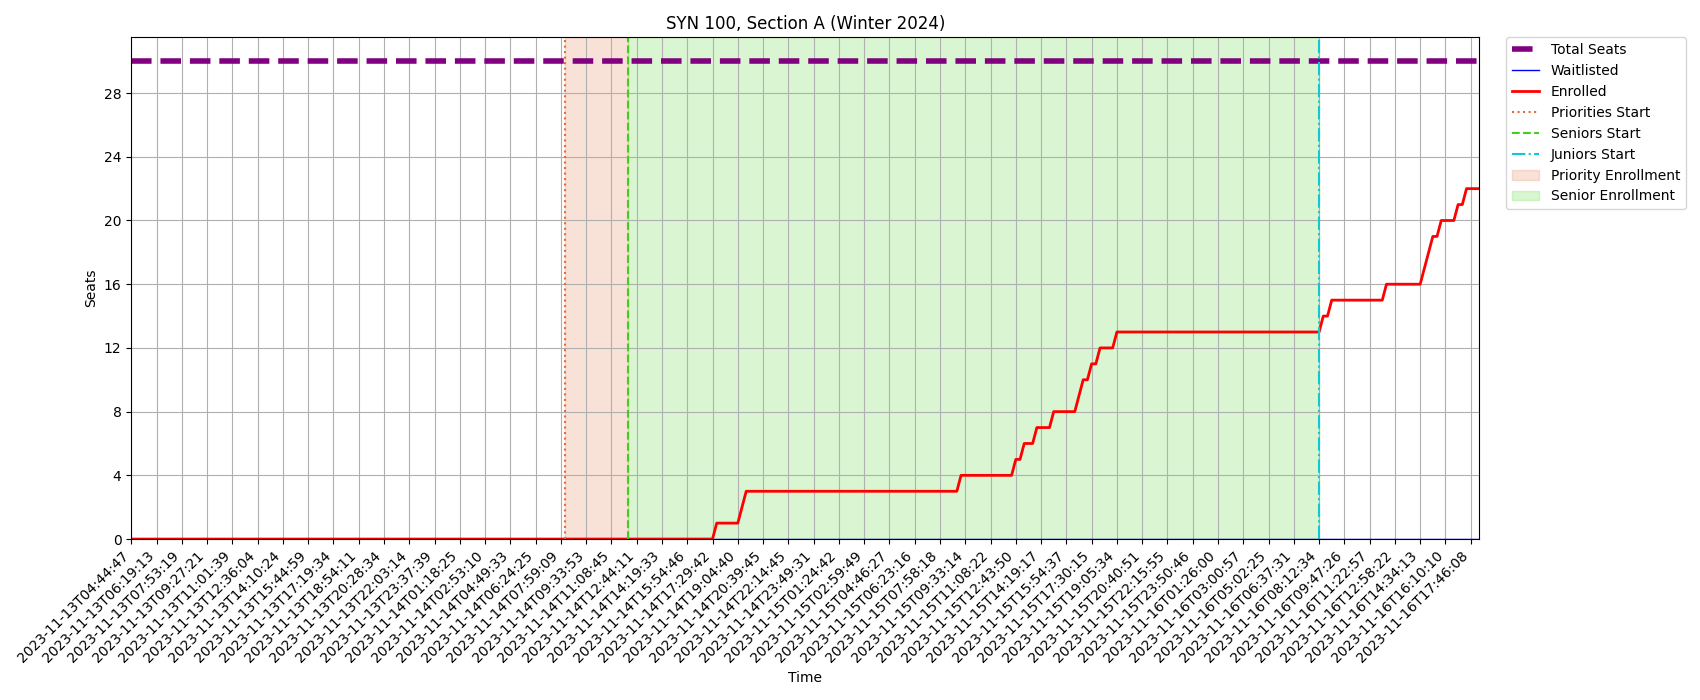 SYN 100, Section A (Winter 2024)
Total Seats
Waitlisted
Enrolled
Priorities Start
Seniors Start
Juniors Start
Priority Enrollment
Senior Enrollment
Seats
28
24
20
16
12
8
4
0
2023-11-13T04:44:47
2023-11-13T06:19:13
2023-11-13T07:53:19
2023-11-13T09:27:21
2023-11-13T11:01:39
2023-11-13T12:36:04
2023-11-13T14:10:24
2023-11-13T15:44:59
2023-11-13T17:19:34
2023-11-13T18:54:11
2023-11-13T20:28:34
2023-11-13T22:03:14
2023-11-13T23:37:39
2023-11-14T01:18:25
2023-11-14T02:53:10
2023-11-14T04:49:33
2023-11-14T06:24:25
2023-11-14T07:59:09
2023-11-14T09:33:53
2023-11-14T11:08:45
2023-11-14T12:44:11
2023-11-14T14:19:33
2023-11-14T15:54:46
2023-11-14T17:29:42
2023-11-14T19:04:40
2023-11-14T20:39:45
2023-11-14T22:14:45
2023-11-14T23:49:31
2023-11-15T01:24:42
2023-11-15T02:59:49
2023-11-15T04:46:27
2023-11-15T06:23:16
2023-11-15T07:58:18
2023-11-15T09:33:14
2023-11-15T11:08:22
2023-11-15T12:43:50
2023-11-15T14:19:17
2023-11-15T15:54:37
2023-11-15T17:30:15
2023-11-15T19:05:34
2023-11-15T20:40:51
2023-11-15T22:15:55
2023-11-15T23:50:46
2023-11-16T01:26:00
2023-11-16T03:00:57
2023-11-16T05:02:25
2023-11-16T06:37:31
2023-11-16T08:12:34
2023-11-16T09:47:26
2023-11-16T11:22:57
2023-11-16T12:58:22
2023-11-16T14:34:13
2023-11-16T16:10:10
2023-11-16T17:46:08
Time